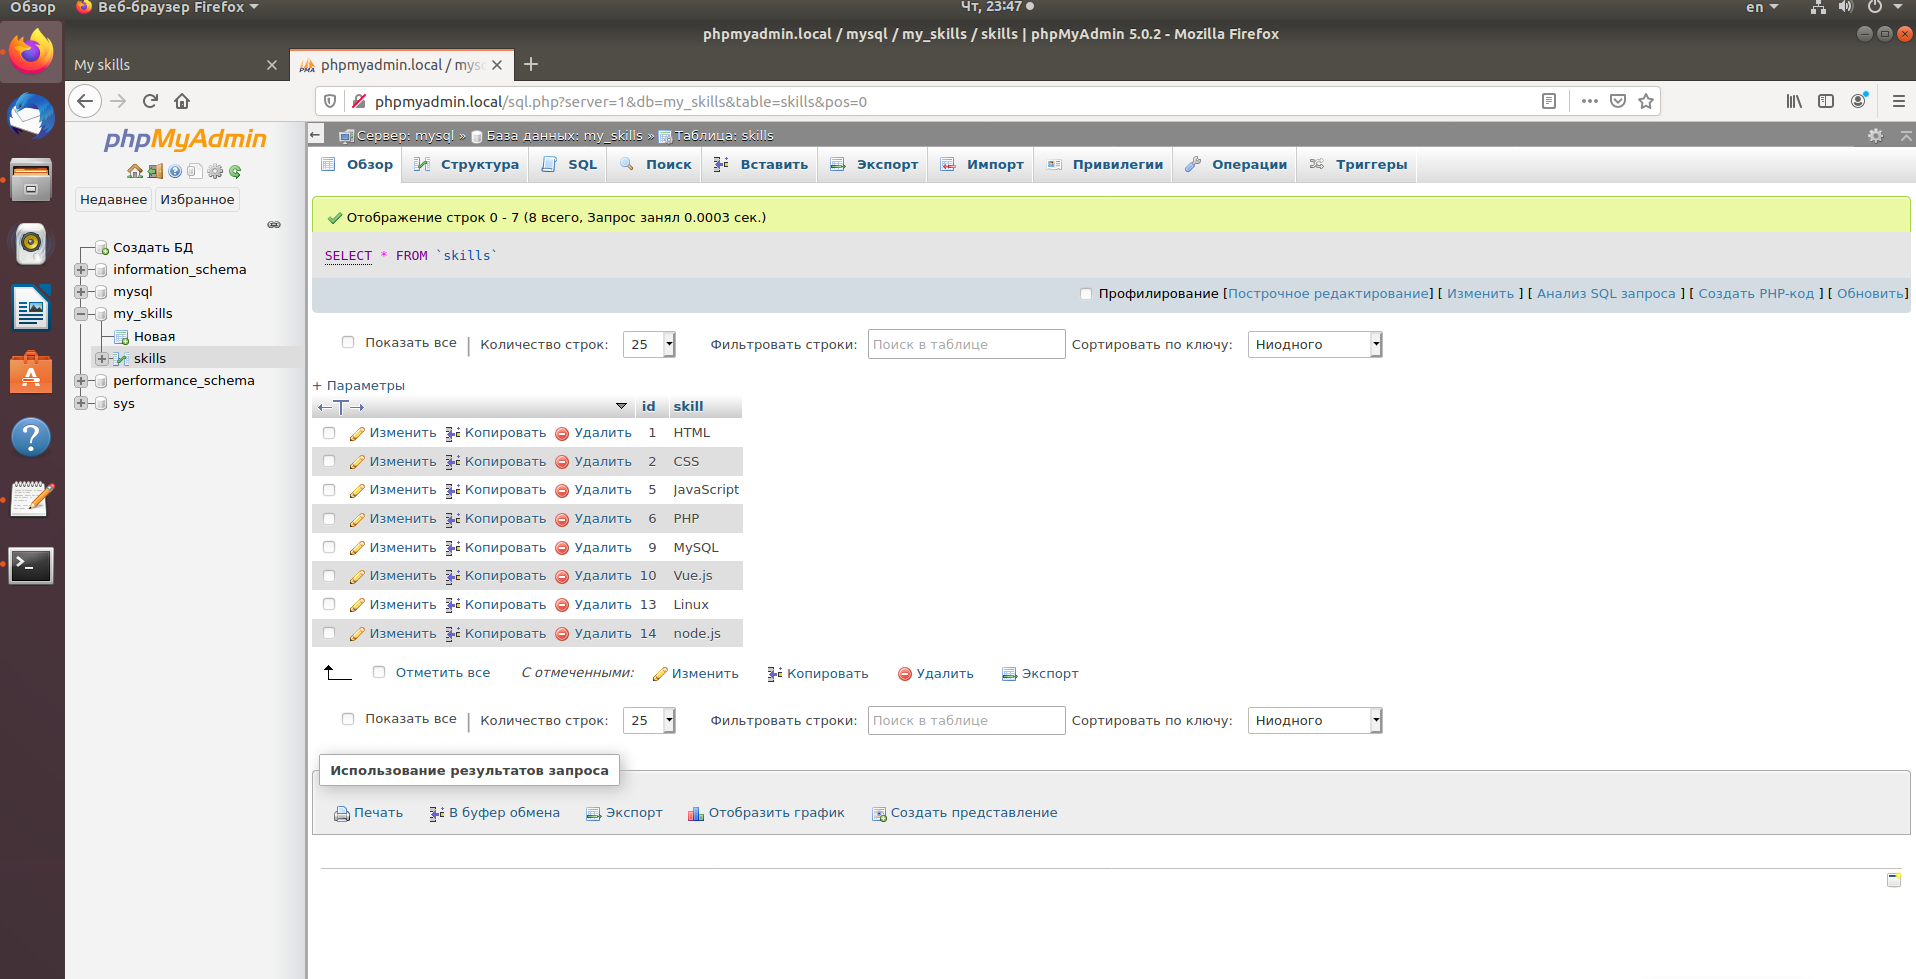 Обзор Веб-браузер Firefox Чт, 23:47 en
phpmyadmin.local / mysql / my_skills / skills | phpMyAdmin 5.0.2 - Mozilla Firefox
My skills phpmyadmin.local / mysq
phpmyadmin.local/sql.php?server=1&db=my_skills&table=skills&pos=0
phpMyAdmin
Недавнее Избранное
Создать БД
information_schema
mysql
my_skills
Новая
skills
performance_schema
sys
Сервер: mysql » База данных: my_skills » Таблица: skills
Обзор Структура SQL Поиск Вставить Экспорт Импорт Привилегии Операции Триггеры
Отображение строк 0 - 7 (8 всего, Запрос занял 0.0003 сек.)
SELECT * FROM `skills`
Профилирование [Построчное редактирование] [ Изменить ] [ Анализ SQL запроса ] [ Создать PHP-код ] [ Обновить]
Показать все | Количество строк: 25 Фильтровать строки: Поиск в таблице Сортировать по ключу: Ниодного
+ Параметры
←T→ id skill
Изменить Копировать Удалить 1 HTML
Изменить Копировать Удалить 2 CSS
Изменить Копировать Удалить 5 JavaScript
Изменить Копировать Удалить 6 PHP
Изменить Копировать Удалить 9 MySQL
Изменить Копировать Удалить 10 Vue.js
Изменить Копировать Удалить 13 Linux
Изменить Копировать Удалить 14 node.js
Отметить все С отмеченными: Изменить Копировать Удалить Экспорт
Показать все | Количество строк: 25 Фильтровать строки: Поиск в таблице Сортировать по ключу: Ниодного
Использование результатов запроса
Печать В буфер обмена Экспорт Отобразить график Создать представление